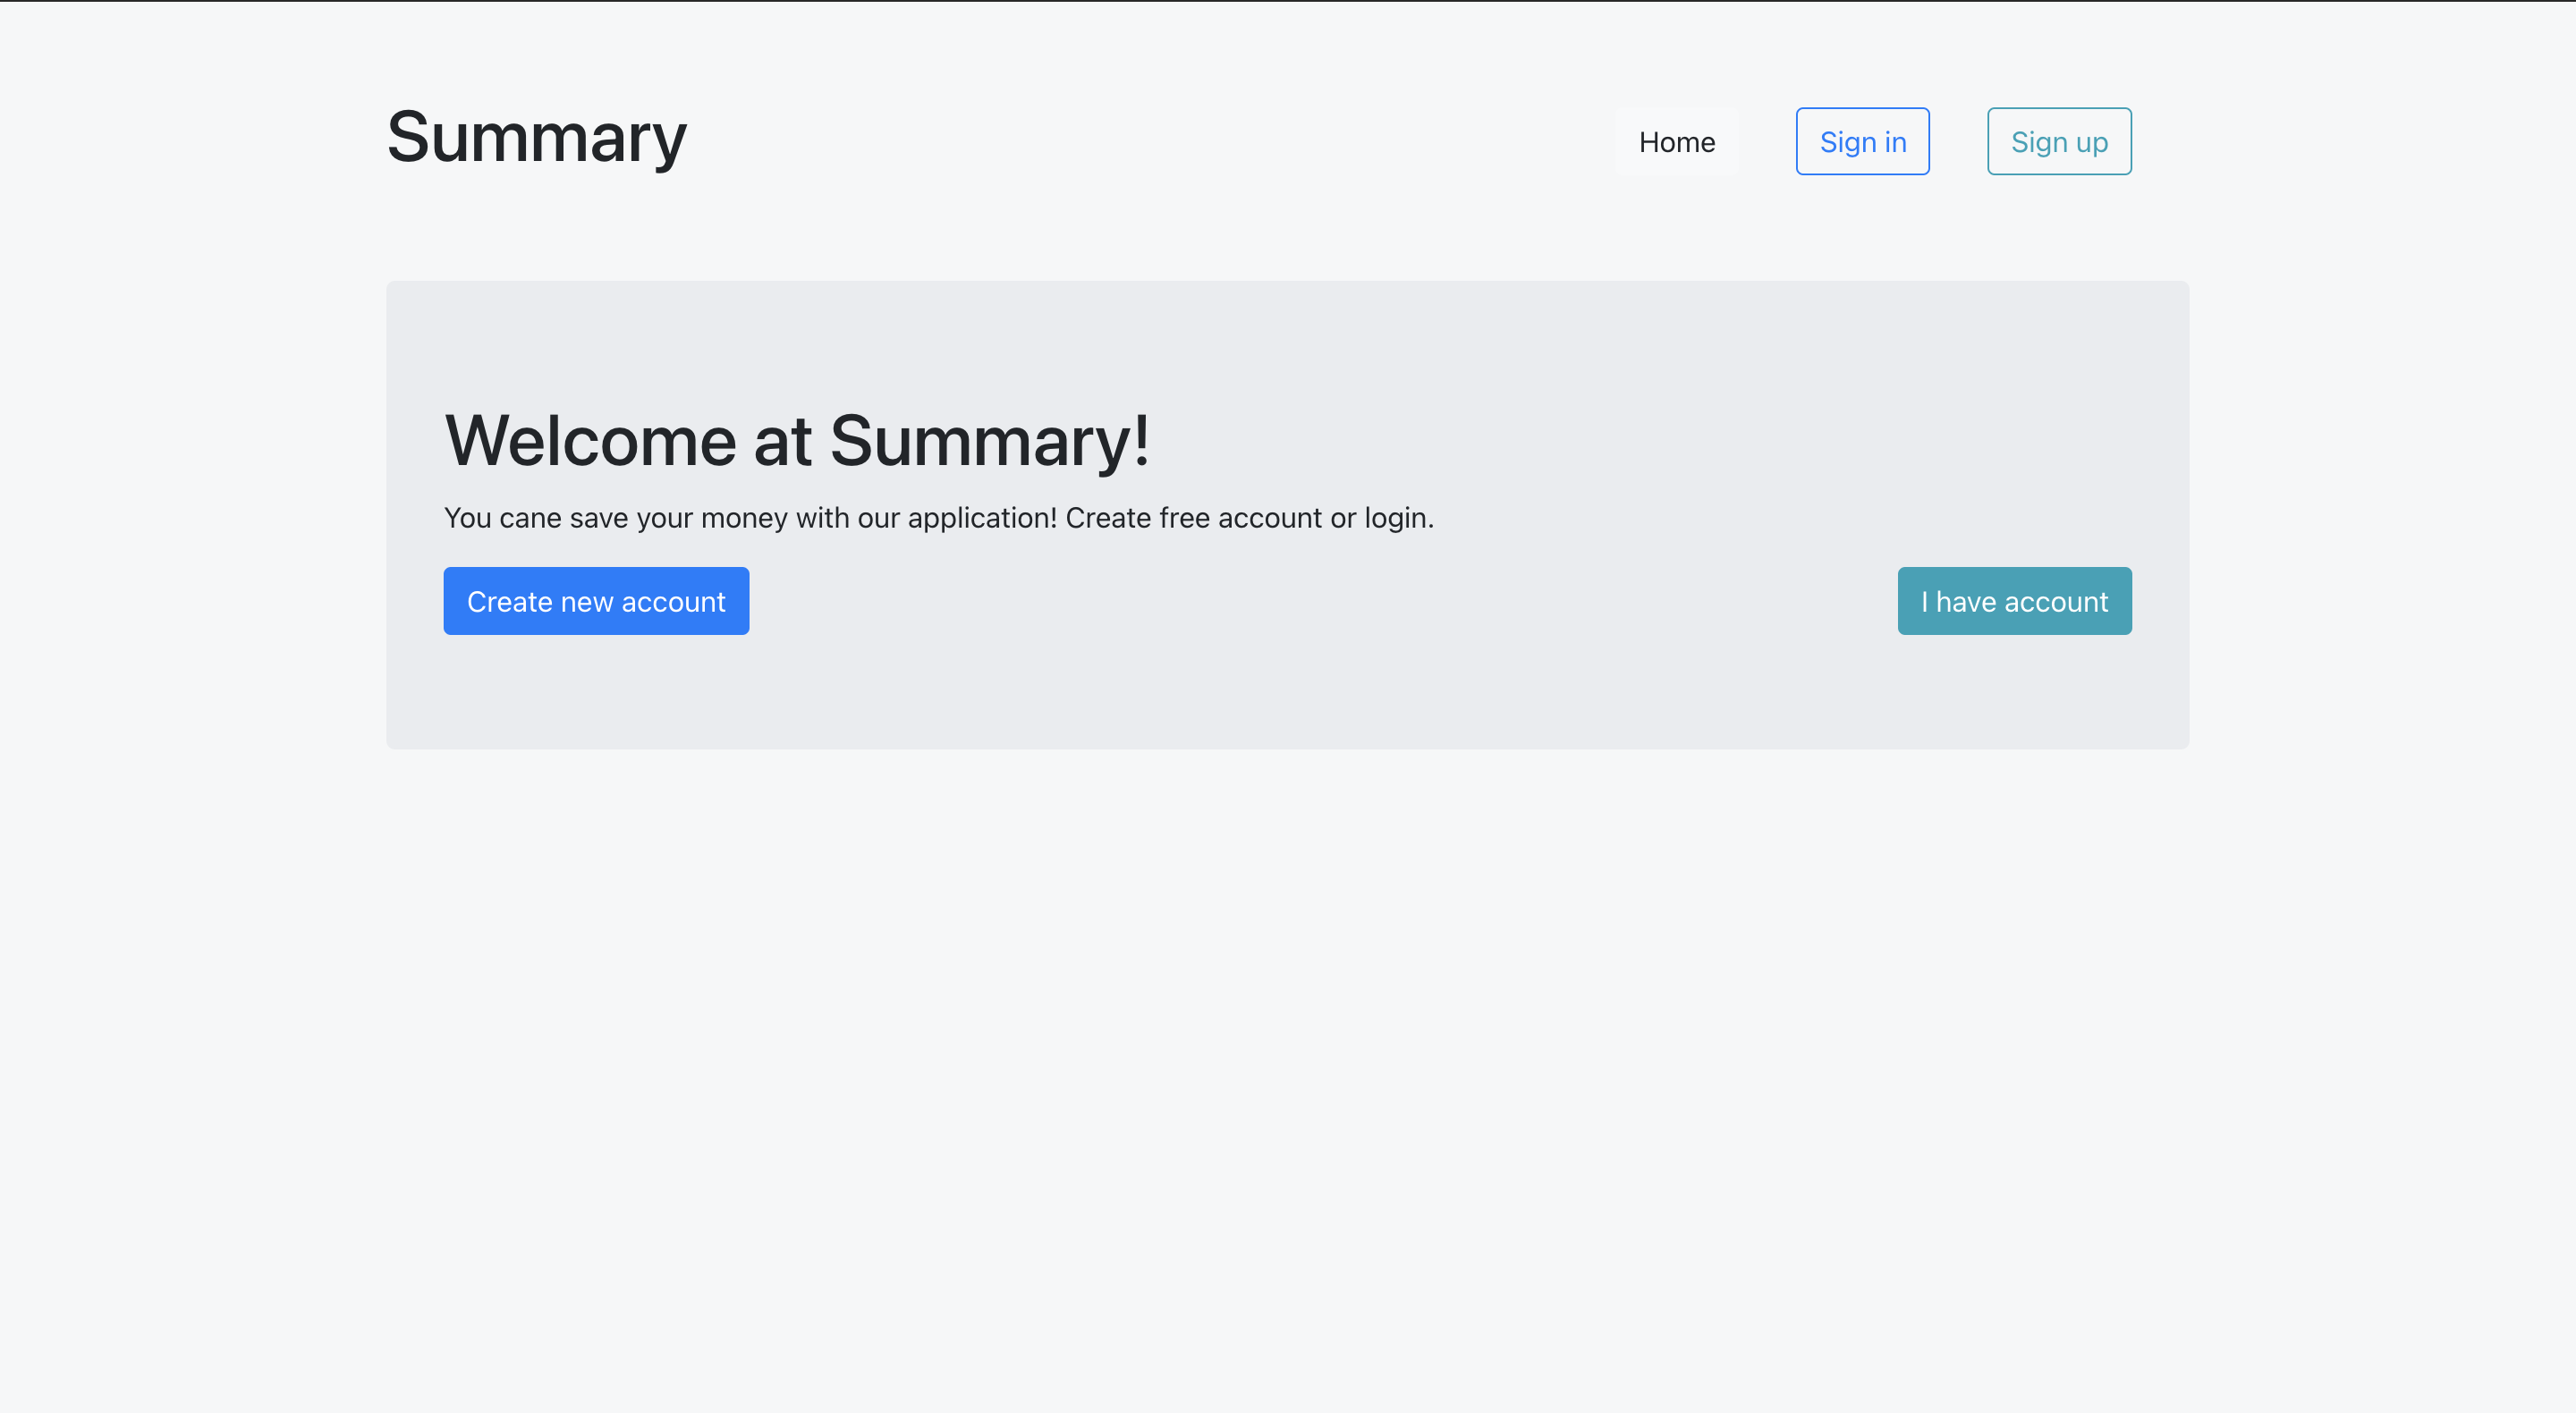 Summary
Home
Sign in
Sign up
Welcome at Summary!
You cane save your money with our application! Create free account or login.
Create new account
I have account